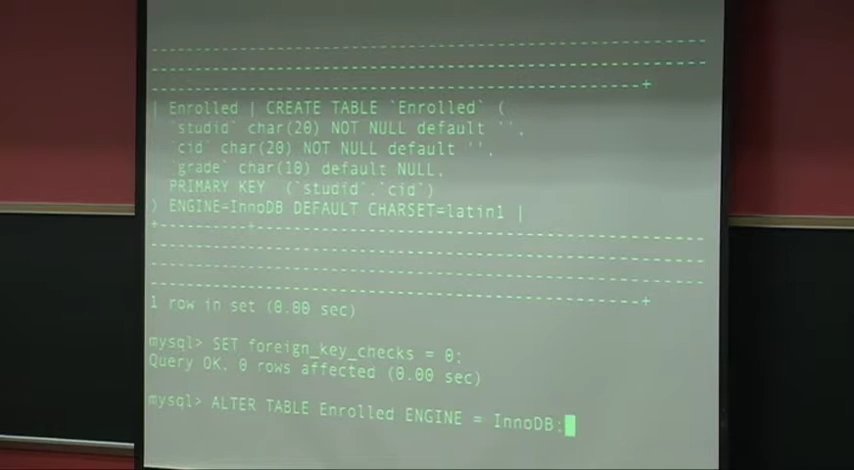 --------------------------------------------------------------
--------------------------------------------------------------
------------------------------------------------------+
| Enrolled | CREATE TABLE `Enrolled` (
`studid` char(20) NOT NULL default '',
`cid` char(20) NOT NULL default '',
`grade` char(10) default NULL,
PRIMARY KEY (`studid`,`cid`)
) ENGINE=InnoDB DEFAULT CHARSET=latin1 |
+----------+--------------------------------------------------
--------------------------------------------------------------
--------------------------------------------------------------
------------------------------------------------------+
1 row in set (0.00 sec)
mysql> SET foreign_key_checks = 0;
Query OK, 0 rows affected (0.00 sec)
mysql> ALTER TABLE Enrolled ENGINE = InnoDB;